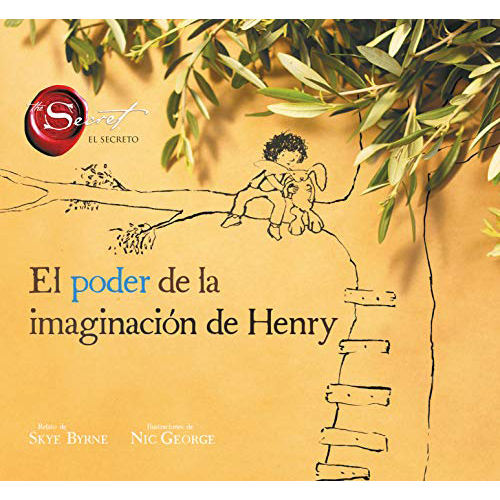 the
Secret
EL SECRETO
El poder de la
imaginación de Henry
Relato de
SKYE BYRNE
Ilustraciones de
NIC GEORGE